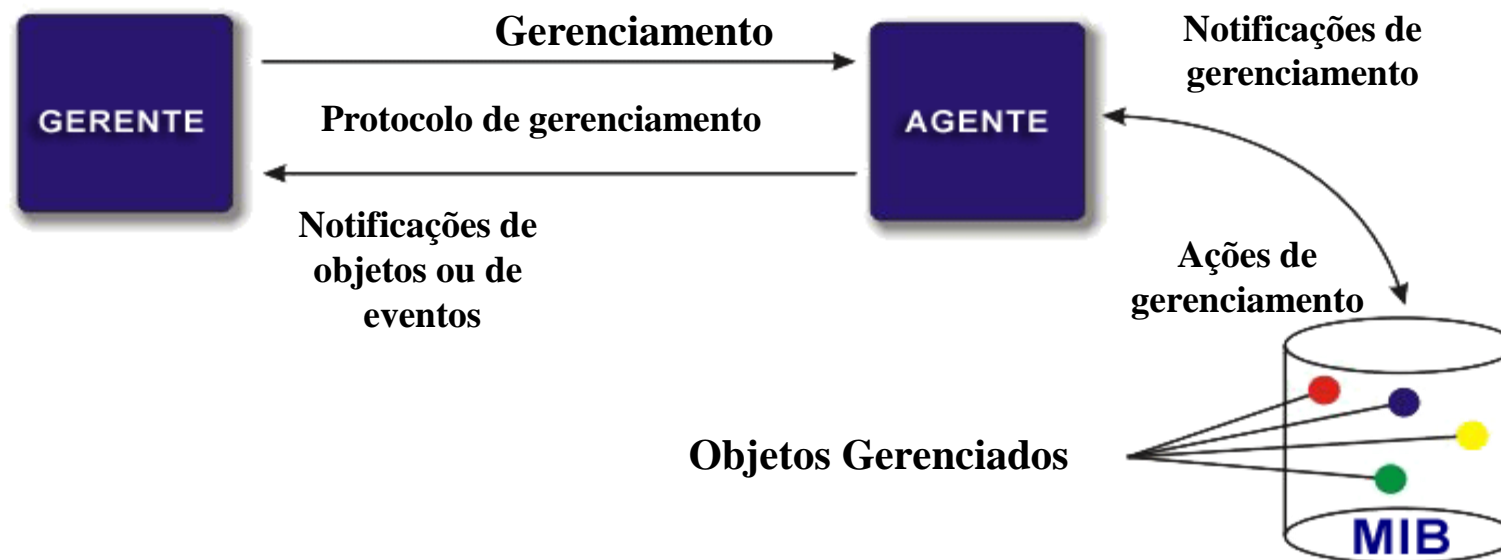 Gerenciamento
Notificações de
gerenciamento
GERENTE
Protocolo de gerenciamento
AGENTE
Notificações de
objetos ou de
eventos
Ações de
gerenciamento
Objetos Gerenciados
MIB